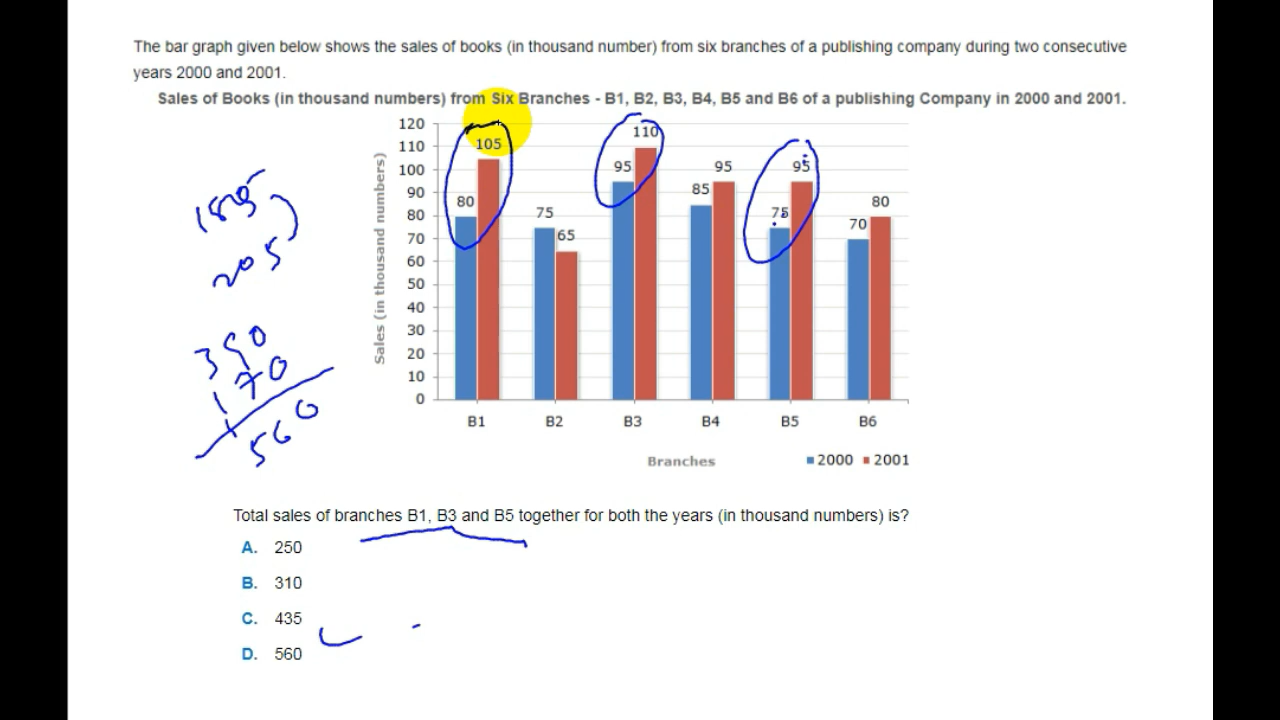 The bar graph given below shows the sales of books (in thousand number) from six branches of a publishing company during two consecutive
years 2000 and 2001.
Sales of Books (in thousand numbers) from Six Branches - B1, B2, B3, B4, B5 and B6 of a publishing Company in 2000 and 2001.
Sales (in thousand numbers)
120
110
100
90
80
70
60
50
40
30
20
10
0
80 105
75 65
95 110
85 95
75 95
70 80
B1 B2 B3 B4 B5 B6
Branches
2000 2001
185
205
390
170
560
Total sales of branches B1, B3 and B5 together for both the years (in thousand numbers) is?
A. 250
B. 310
C. 435
D. 560